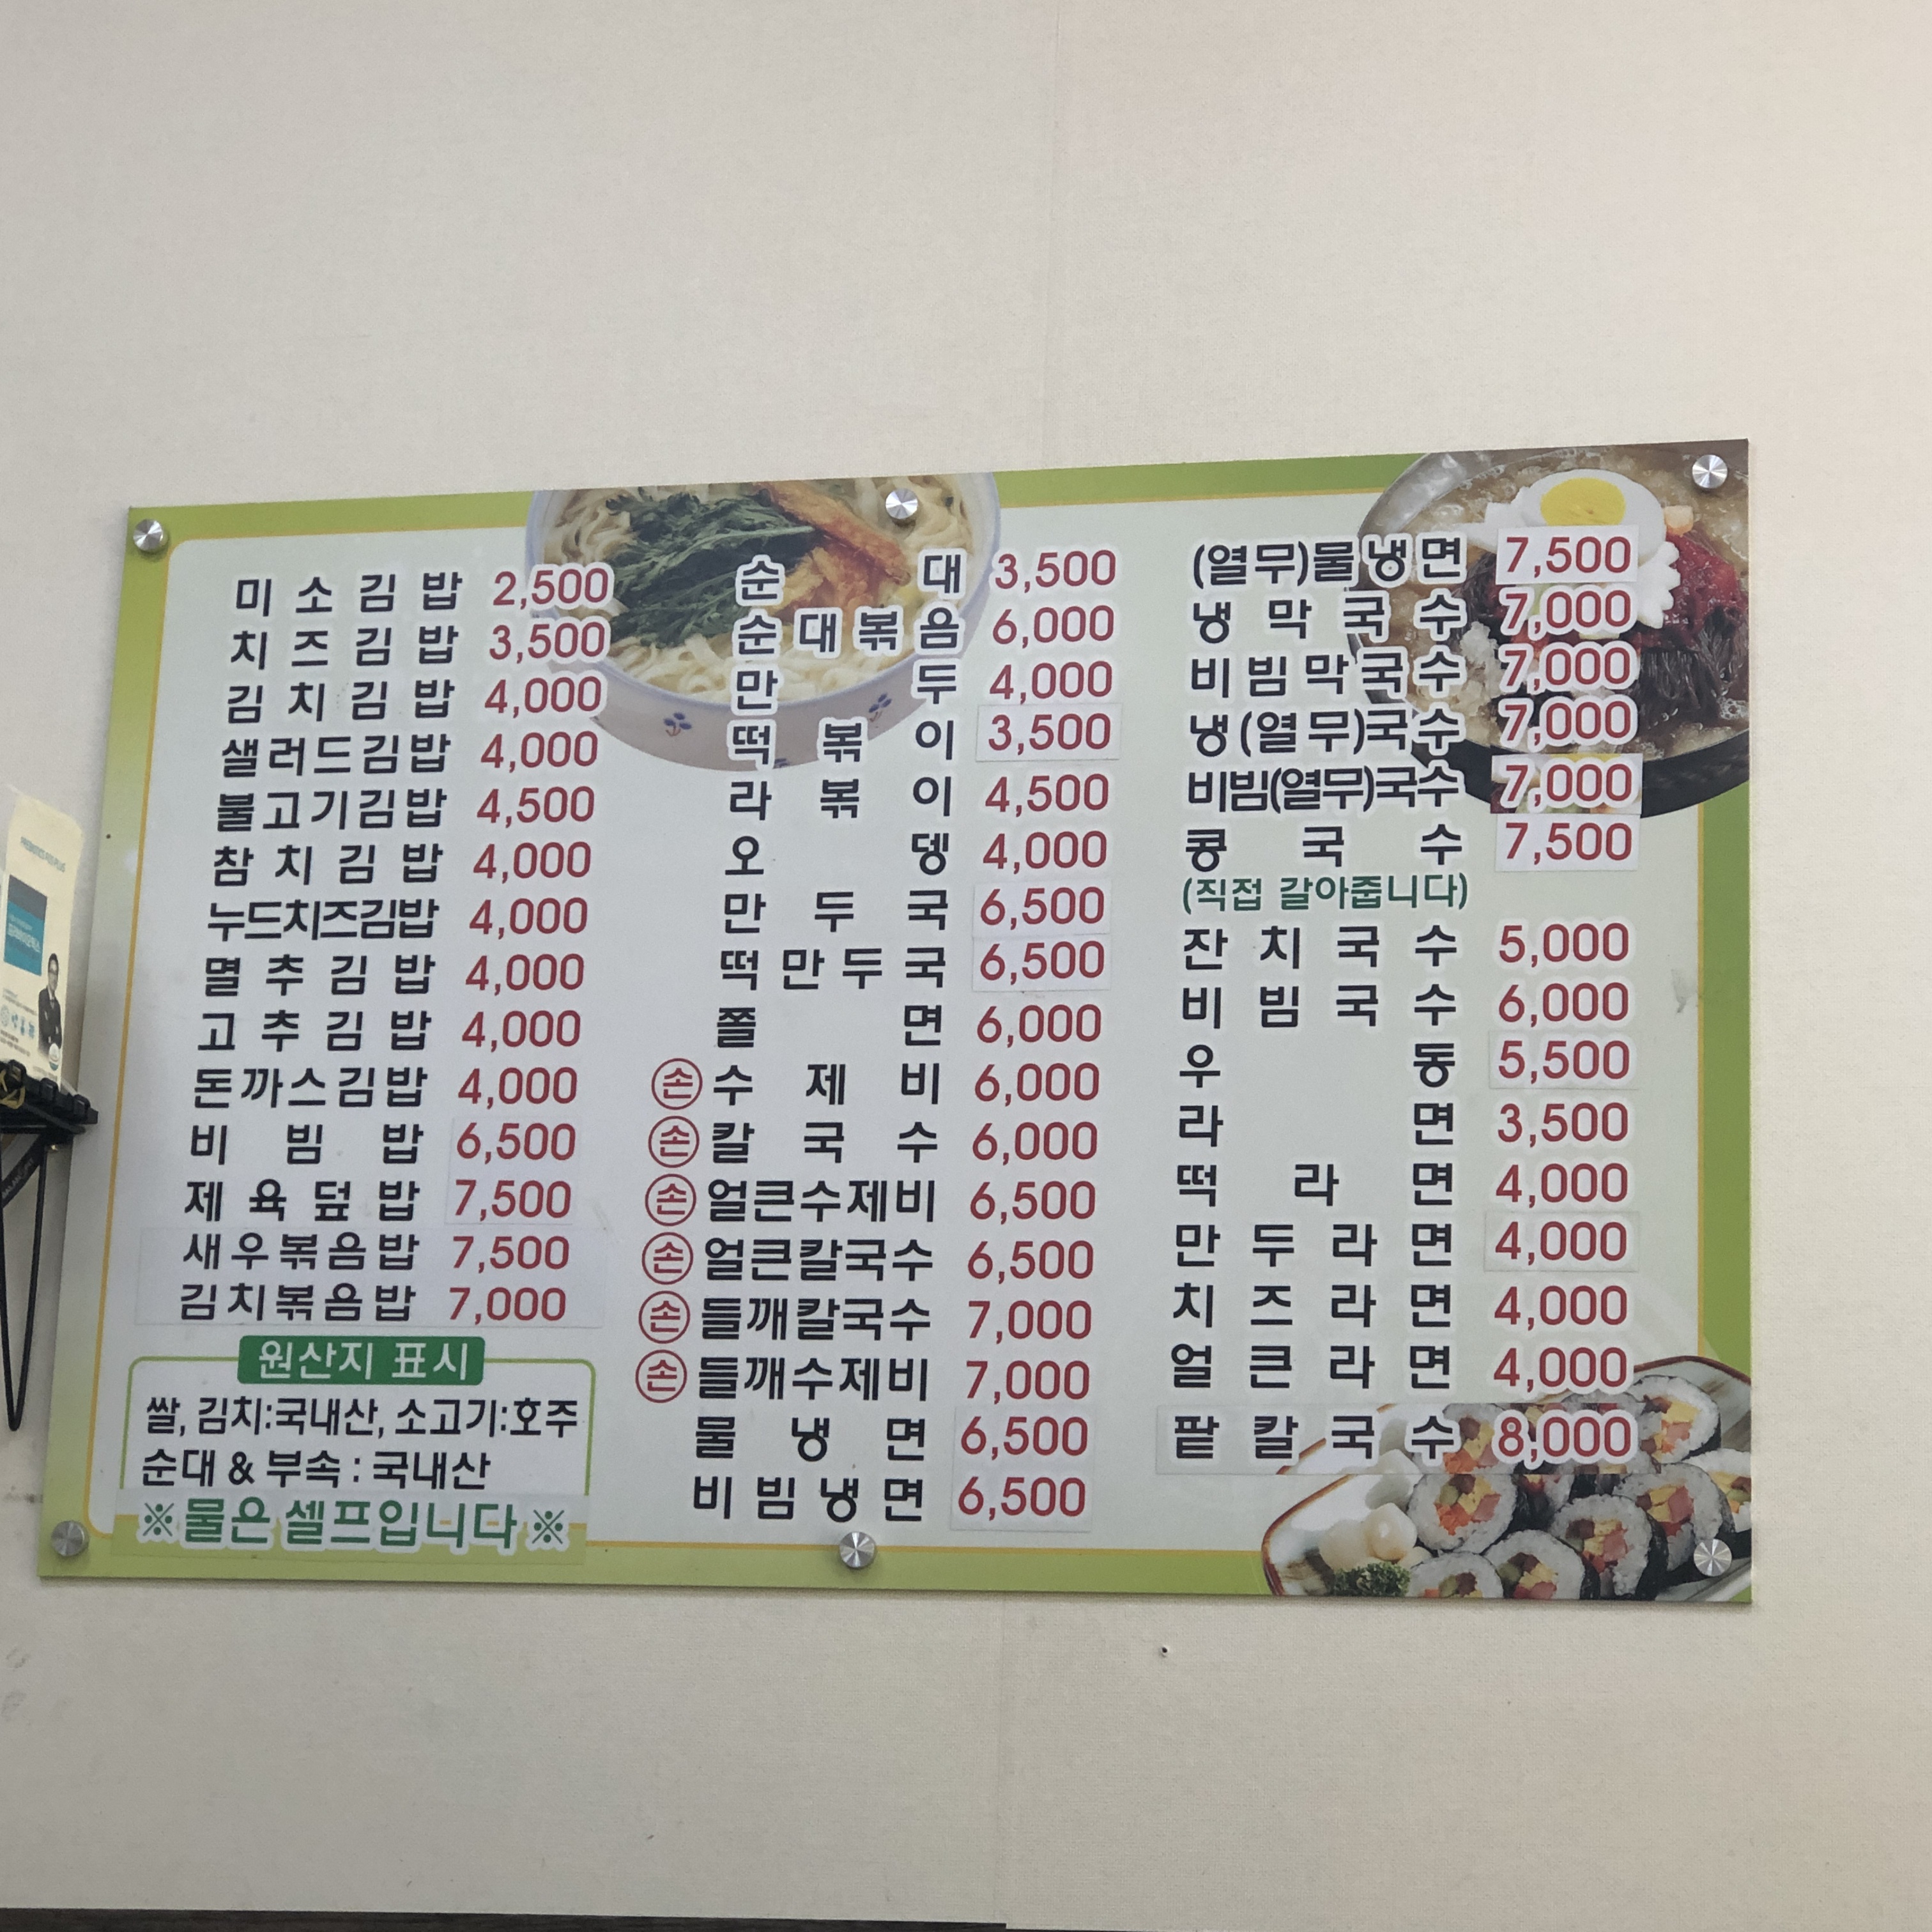 미소김밥 2,500
치즈김밥 3,500
김치김밥 4,000
샐러드김밥 4,000
불고기김밥 4,500
참치김밥 4,000
누드치즈김밥 4,000
멸추김밥 4,000
고추김밥 4,000
돈까스김밥 4,000
비빔밥 6,500
제육덮밥 7,500
새우볶음밥 7,500
김치볶음밥 7,000
원산지 표시
쌀, 김치:국내산, 소고기:호주
순대 & 부속 : 국내산
※물은 셀프입니다※
순대 3,500
순대볶음 6,000
만두 4,000
떡볶이 3,500
라볶이 4,500
오뎅 4,000
만두국 6,500
떡만두국 6,500
쫄면 6,000
손 수제비 6,000
손 칼국수 6,000
손 얼큰수제비 6,500
손 얼큰칼국수 6,500
손 들깨칼국수 7,000
손 들깨수제비 7,000
물냉면 6,500
비빔냉면 6,500
(열무)물냉면 7,500
냉막국수 7,000
비빔막국수 7,000
냉(열무)국수 7,000
비빔(열무)국수 7,000
콩국수 7,500
(직접 갈아줍니다)
잔치국수 5,000
비빔국수 6,000
우동 5,500
라면 3,500
떡라면 4,000
만두라면 4,000
치즈라면 4,000
얼큰라면 4,000
팥칼국수 8,000